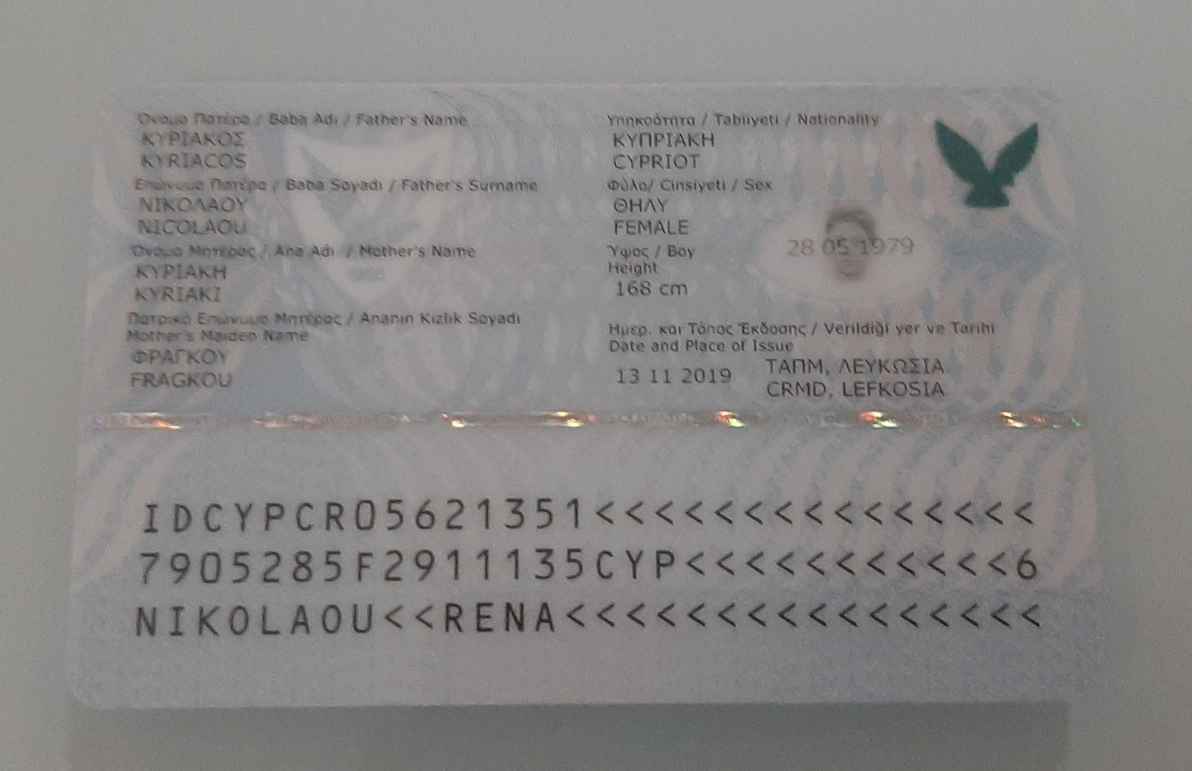 Όνομα Πατέρα / Baba Adı / Father's Name
ΚΥΡΙΑΚΟΣ
KYRIACOS
Επώνυμο Πατέρα / Baba Soyadı / Father's Surname
ΝΙΚΟΛΑΟΥ
NICOLAOU
Όνομα Μητέρας / Ana Adı / Mother's Name
ΚΥΡΙΑΚΗ
KYRIAKI
Πατρικό Επώνυμο Μητέρας / Ananın Kızlık Soyadı
Mother's Maiden Name
ΦΡΑΓΚΟΥ
FRAGKOU
Υπηκοότητα / Tabiiyeti / Nationality
ΚΥΠΡΙΑΚΗ
CYPRIOT
Φύλο/ Cinsiyeti / Sex
ΘΗΛΥ
FEMALE
Ύψος / Boy
Height
168 cm
28 05 1979
Ημερ. και Τόπος Έκδοσης / Verildiği yer ve Tarihi
Date and Place of Issue
13 11 2019
ΤΑΠΜ, ΛΕΥΚΩΣΙΑ
CRMD, LEFKOSIA
IDCYPCR05621351<<<<<<<<<<<<<<<
7905285F2911135CYP<<<<<<<<<<<6
NIKOLAOU<<RENA<<<<<<<<<<<<<<<<